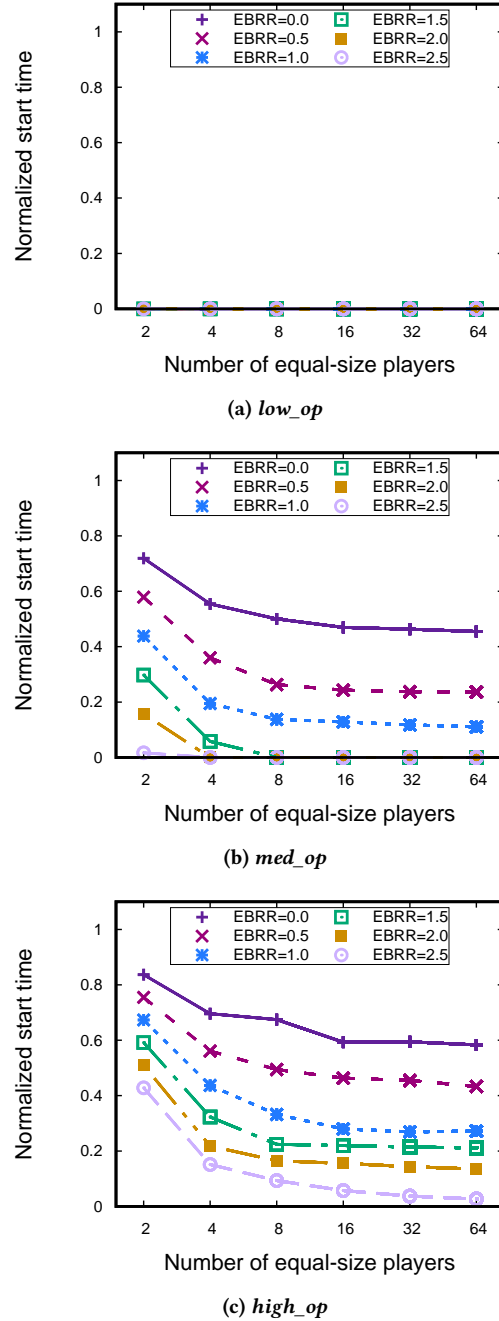 1
0.8
0.6
0.4
0.2
0
Normalized start time
EBRR=0.0 EBRR=1.5
EBRR=0.5 EBRR=2.0
EBRR=1.0 EBRR=2.5
2 4 8 16 32 64
Number of equal-size players
(a) low_op
1
0.8
0.6
0.4
0.2
0
Normalized start time
EBRR=0.0 EBRR=1.5
EBRR=0.5 EBRR=2.0
EBRR=1.0 EBRR=2.5
2 4 8 16 32 64
Number of equal-size players
(b) med_op
1
0.8
0.6
0.4
0.2
0
Normalized start time
EBRR=0.0 EBRR=1.5
EBRR=0.5 EBRR=2.0
EBRR=1.0 EBRR=2.5
2 4 8 16 32 64
Number of equal-size players
(c) high_op